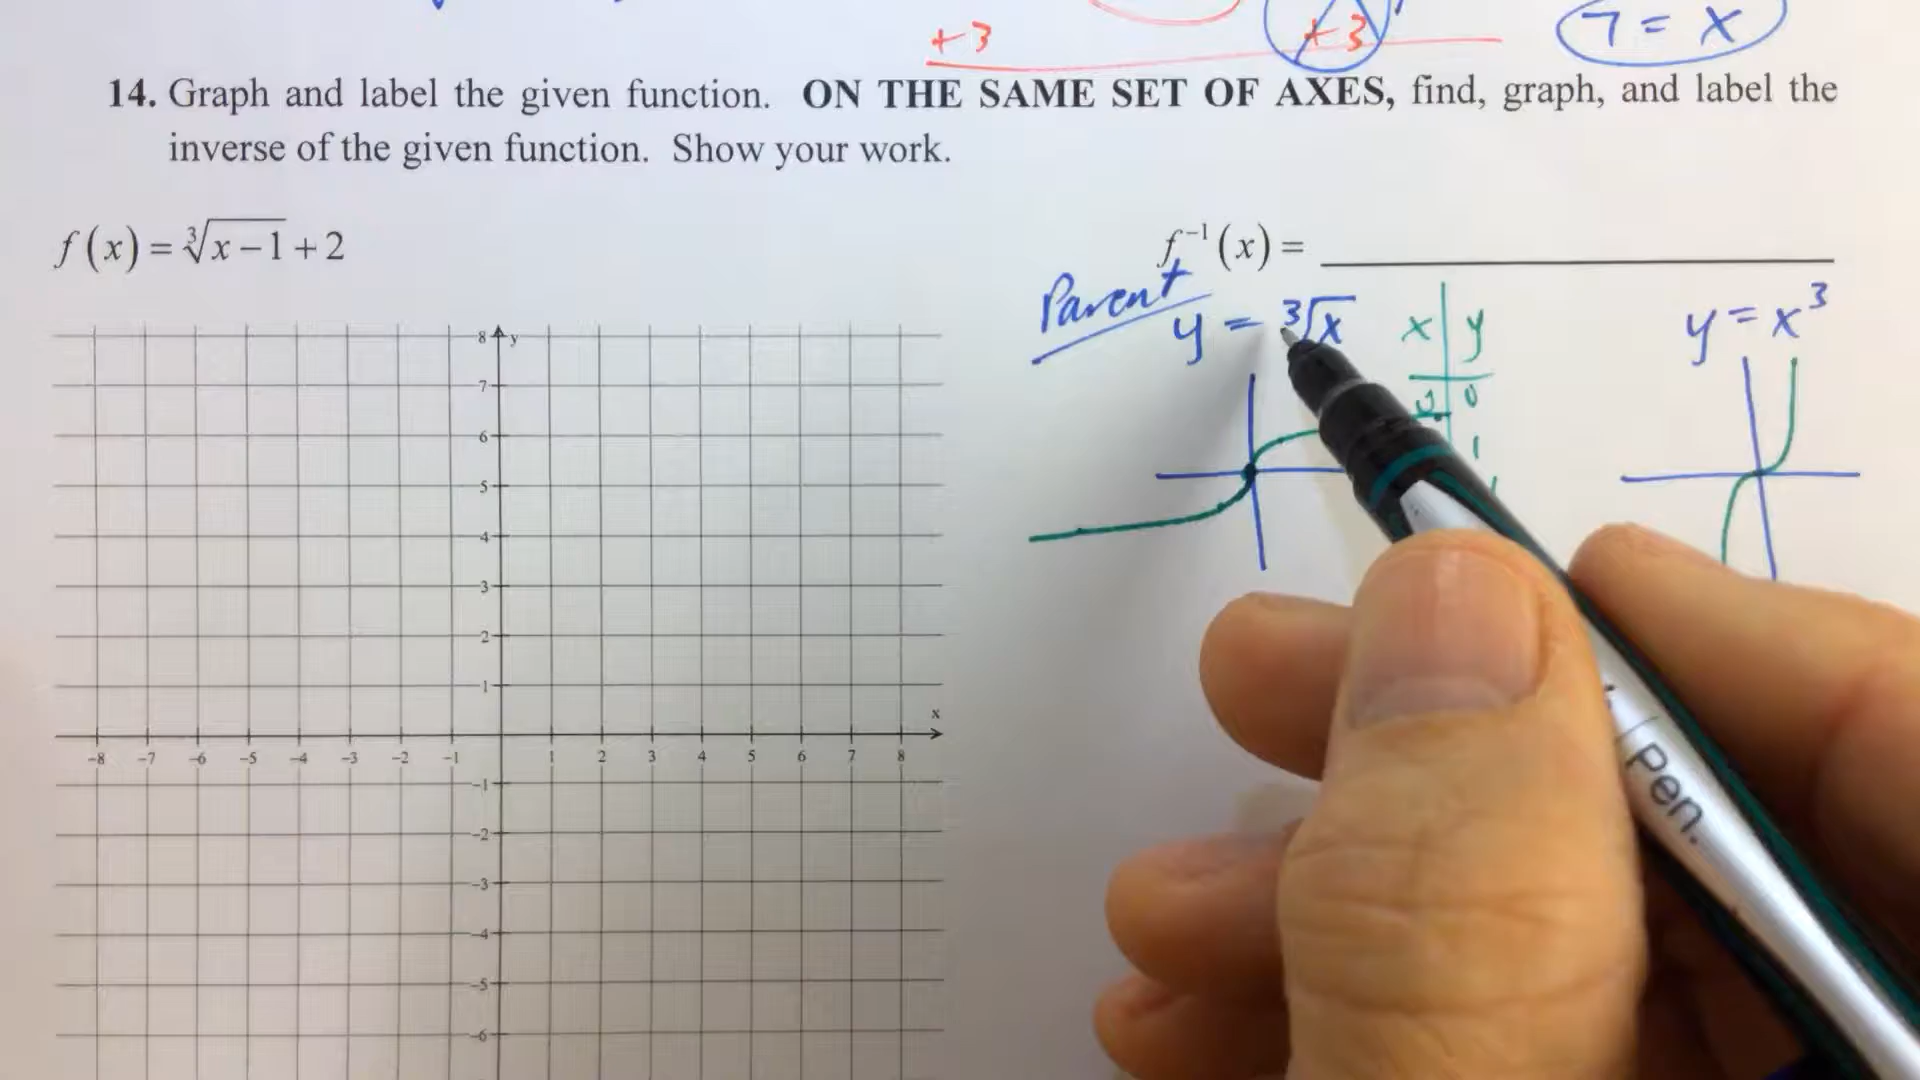 +3 +3 7 = x
14. Graph and label the given function. ON THE SAME SET OF AXES, find, graph, and label the
inverse of the given function. Show your work.
f(x) = ∛(x−1) + 2
f⁻¹(x) = ________
Parent
y = ∛x
x y
0 0
1
y = x³
8 y
7
6
5
4
3
2
1
x
−8 −7 −6 −5 −4 −3 −2 −1 1 2 3 4 5 6 7 8
−1
−2
−3
−4
−5
−6
Pen.